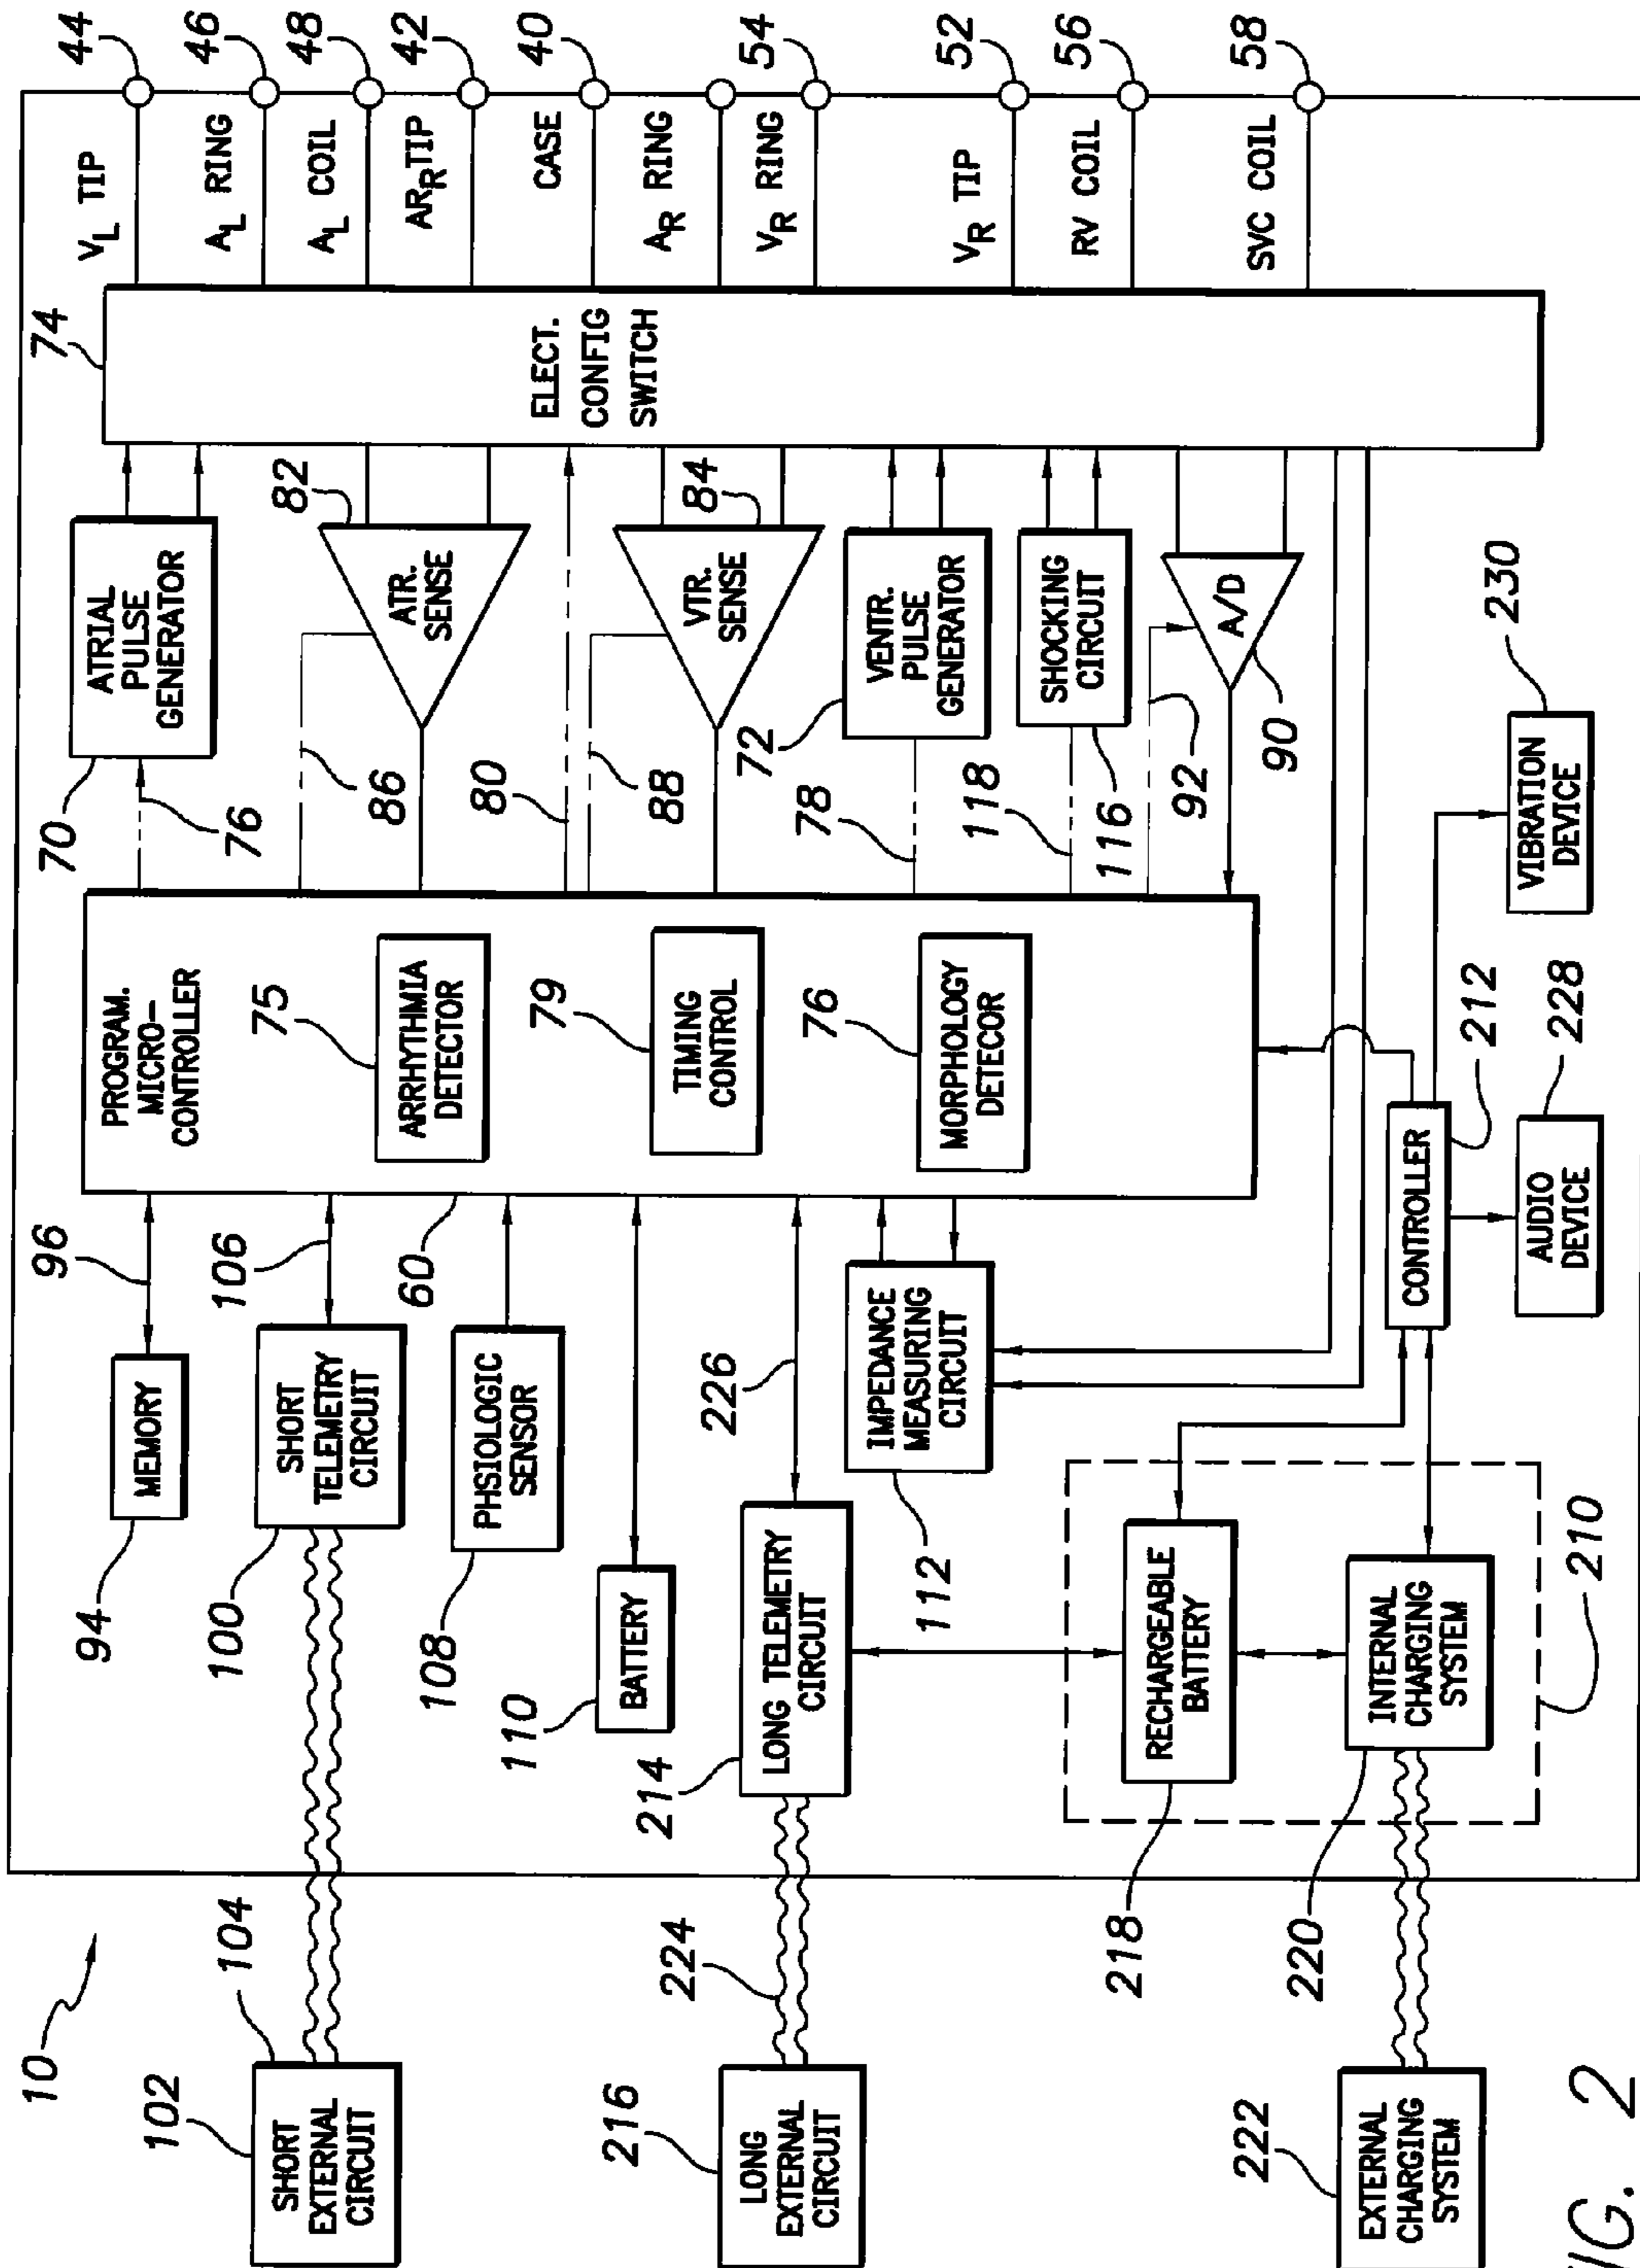 10
102
SHORT
EXTERNAL
CIRCUIT
104
216
LONG
EXTERNAL
CIRCUIT
224
222
EXTERNAL
CHARGING
SYSTEM
94
MEMORY
96
100
SHORT
TELEMETRY
CIRCUIT
106
108
PHSIOLOGIC
SENSOR
60
110
BATTERY
214
LONG TELEMETRY
CIRCUIT
226
112
IMPEDANCE
MEASURING
CIRCUIT
218
RECHARGEABLE
BATTERY
220
INTERNAL
CHARGING
SYSTEM
210
PROGRAM.
MICRO-
CONTROLLER
75
ARRHYTHMIA
DETECTOR
79
TIMING
CONTROL
76
MORPHOLOGY
DETECOR
CONTROLLER
212
AUDIO
DEVICE
228
VIBRATION
DEVICE
230
70
ATRIAL
PULSE
GENERATOR
76
82
ATR.
SENSE
86
80
84
VTR.
SENSE
88
72
VENTR.
PULSE
GENERATOR
78
SHOCKING
CIRCUIT
118
116
A/D
92
90
74
ELECT.
CONFIG
SWITCH
VL TIP
44
AL RING
46
AL COIL
48
ARR TIP
42
CASE
40
AR RING
VR RING
54
VR TIP
52
RV COIL
56
SVC COIL
58
IG. 2